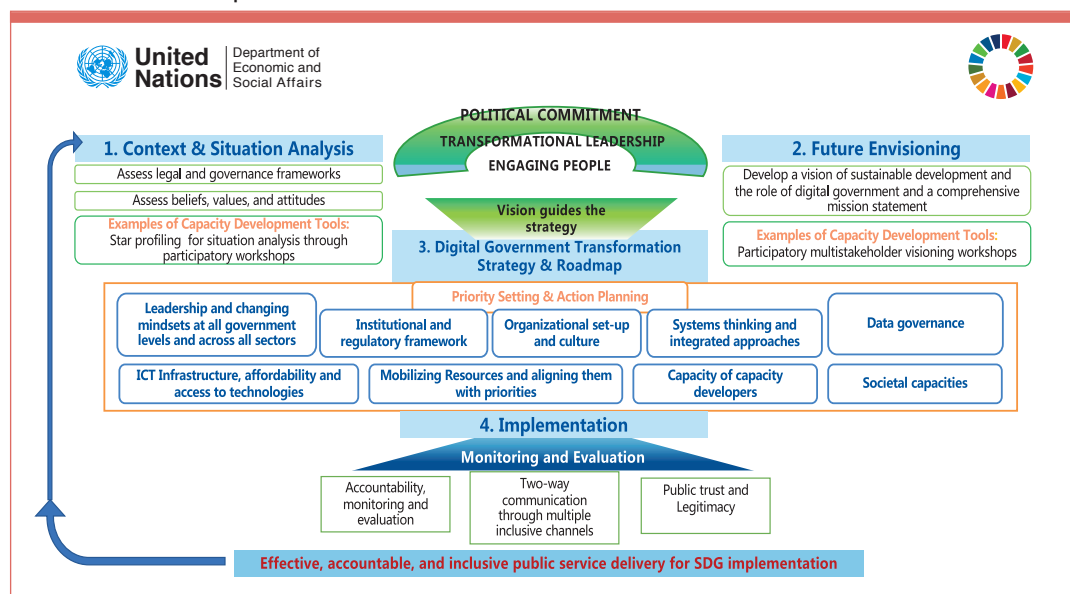 United
Nations
Department of
Economic and
Social Affairs
POLITICAL COMMITMENT
TRANSFORMATIONAL LEADERSHIP
ENGAGING PEOPLE
1. Context & Situation Analysis
Assess legal and governance frameworks
Assess beliefs, values, and attitudes
Examples of Capacity Development Tools:
Star profiling for situation analysis through
participatory workshops
2. Future Envisioning
Develop a vision of sustainable development and
the role of digital government and a comprehensive
mission statement
Examples of Capacity Development Tools:
Participatory multistakeholder visioning workshops
Vision guides the
strategy
3. Digital Government Transformation
Strategy & Roadmap
Priority Setting & Action Planning
Leadership and changing
mindsets at all government
levels and across all sectors
Institutional and
regulatory framework
Organizational set-up
and culture
Systems thinking and
integrated approaches
Data governance
ICT Infrastructure, affordability and
access to technologies
Mobilizing Resources and aligning them
with priorities
Capacity of capacity
developers
Societal capacities
4. Implementation
Monitoring and Evaluation
Accountability,
monitoring and
evaluation
Two-way
communication
through multiple
inclusive channels
Public trust and
Legitimacy
Effective, accountable, and inclusive public service delivery for SDG implementation